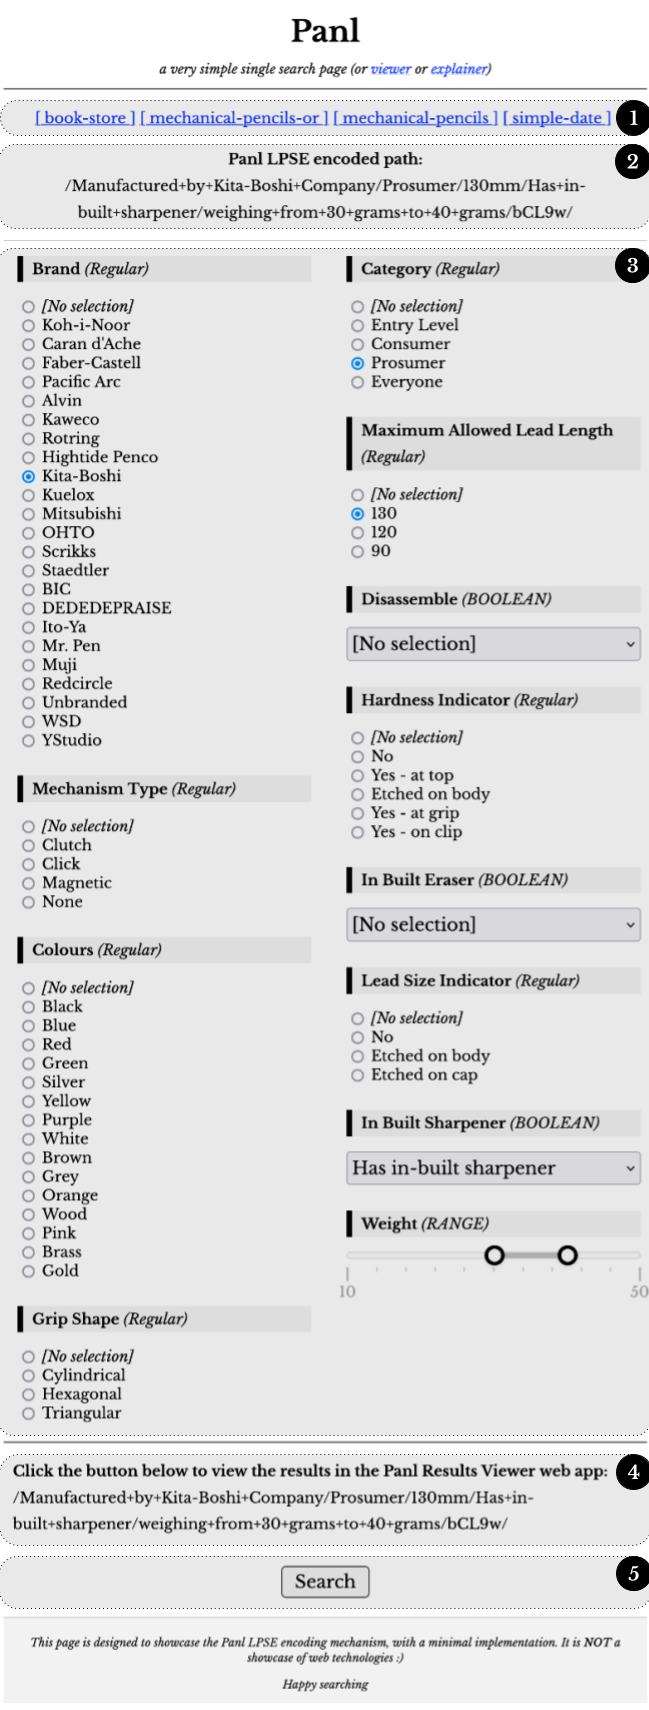 Panl
a very simple single search page (or viewer or explainer)
[ book-store ] [ mechanical-pencils-or ] [ mechanical-pencils ] [ simple-date ]
1
Panl LPSE encoded path:
2
/Manufactured+by+Kita-Boshi+Company/Prosumer/130mm/Has+in-
built+sharpener/weighing+from+30+grams+to+40+grams/bCL9w/
3
Brand (Regular)
[No selection]
Koh-i-Noor
Caran d'Ache
Faber-Castell
Pacific Arc
Alvin
Kaweco
Rotring
Hightide Penco
Kita-Boshi
Kuelox
Mitsubishi
OHTO
Scrikks
Staedtler
BIC
DEDEDEPRAISE
Ito-Ya
Mr. Pen
Muji
Redcircle
Unbranded
WSD
YStudio
Mechanism Type (Regular)
[No selection]
Clutch
Click
Magnetic
None
Colours (Regular)
[No selection]
Black
Blue
Red
Green
Silver
Yellow
Purple
White
Brown
Grey
Orange
Wood
Pink
Brass
Gold
Grip Shape (Regular)
[No selection]
Cylindrical
Hexagonal
Triangular
Category (Regular)
[No selection]
Entry Level
Consumer
Prosumer
Everyone
Maximum Allowed Lead Length
(Regular)
[No selection]
130
120
90
Disassemble (BOOLEAN)
[No selection]
Hardness Indicator (Regular)
[No selection]
No
Yes - at top
Etched on body
Yes - at grip
Yes - on clip
In Built Eraser (BOOLEAN)
[No selection]
Lead Size Indicator (Regular)
[No selection]
No
Etched on body
Etched on cap
In Built Sharpener (BOOLEAN)
Has in-built sharpener
Weight (RANGE)
10 50
Click the button below to view the results in the Panl Results Viewer web app:
4
/Manufactured+by+Kita-Boshi+Company/Prosumer/130mm/Has+in-
built+sharpener/weighing+from+30+grams+to+40+grams/bCL9w/
5
Search
This page is designed to showcase the Panl LPSE encoding mechanism, with a minimal implementation. It is NOT a
showcase of web technologies :)
Happy searching